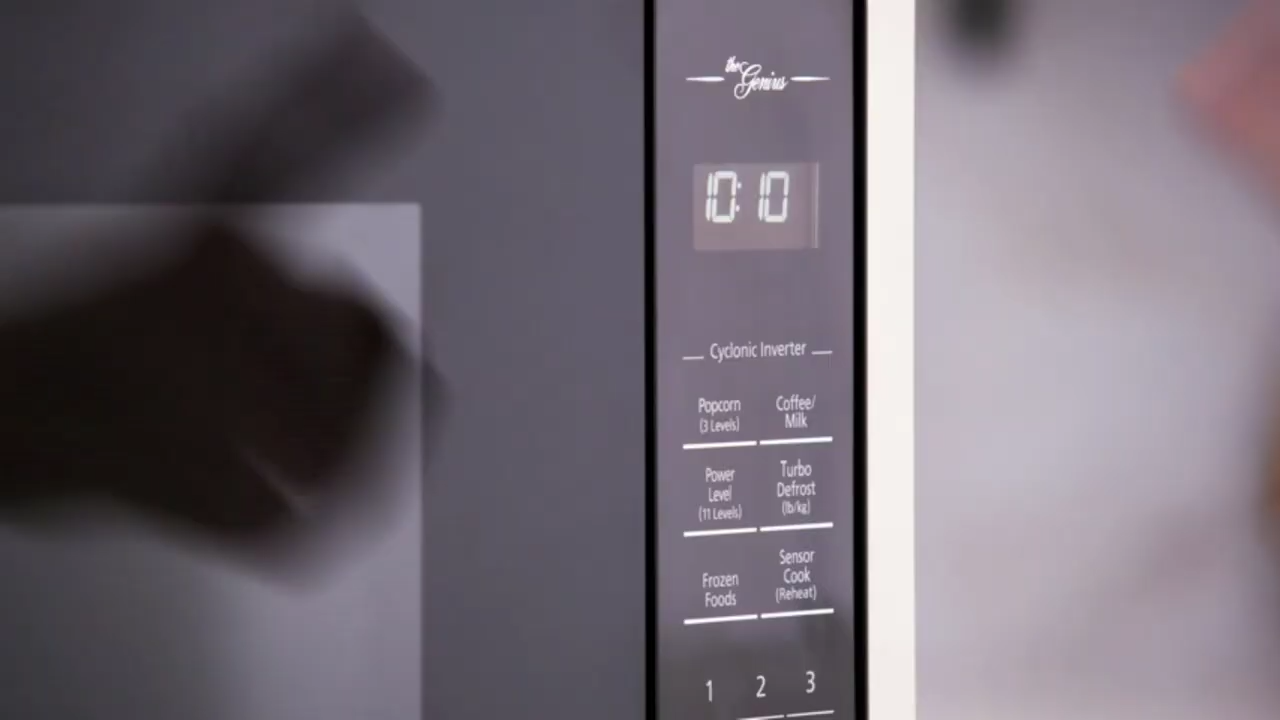 the Genius
10:10
Cyclonic Inverter
Popcorn
(3 Levels)
Coffee/
Milk
Power
Level
(11 Levels)
Turbo
Defrost
(lb/kg)
Frozen
Foods
Sensor
Cook
(Reheat)
1 2 3